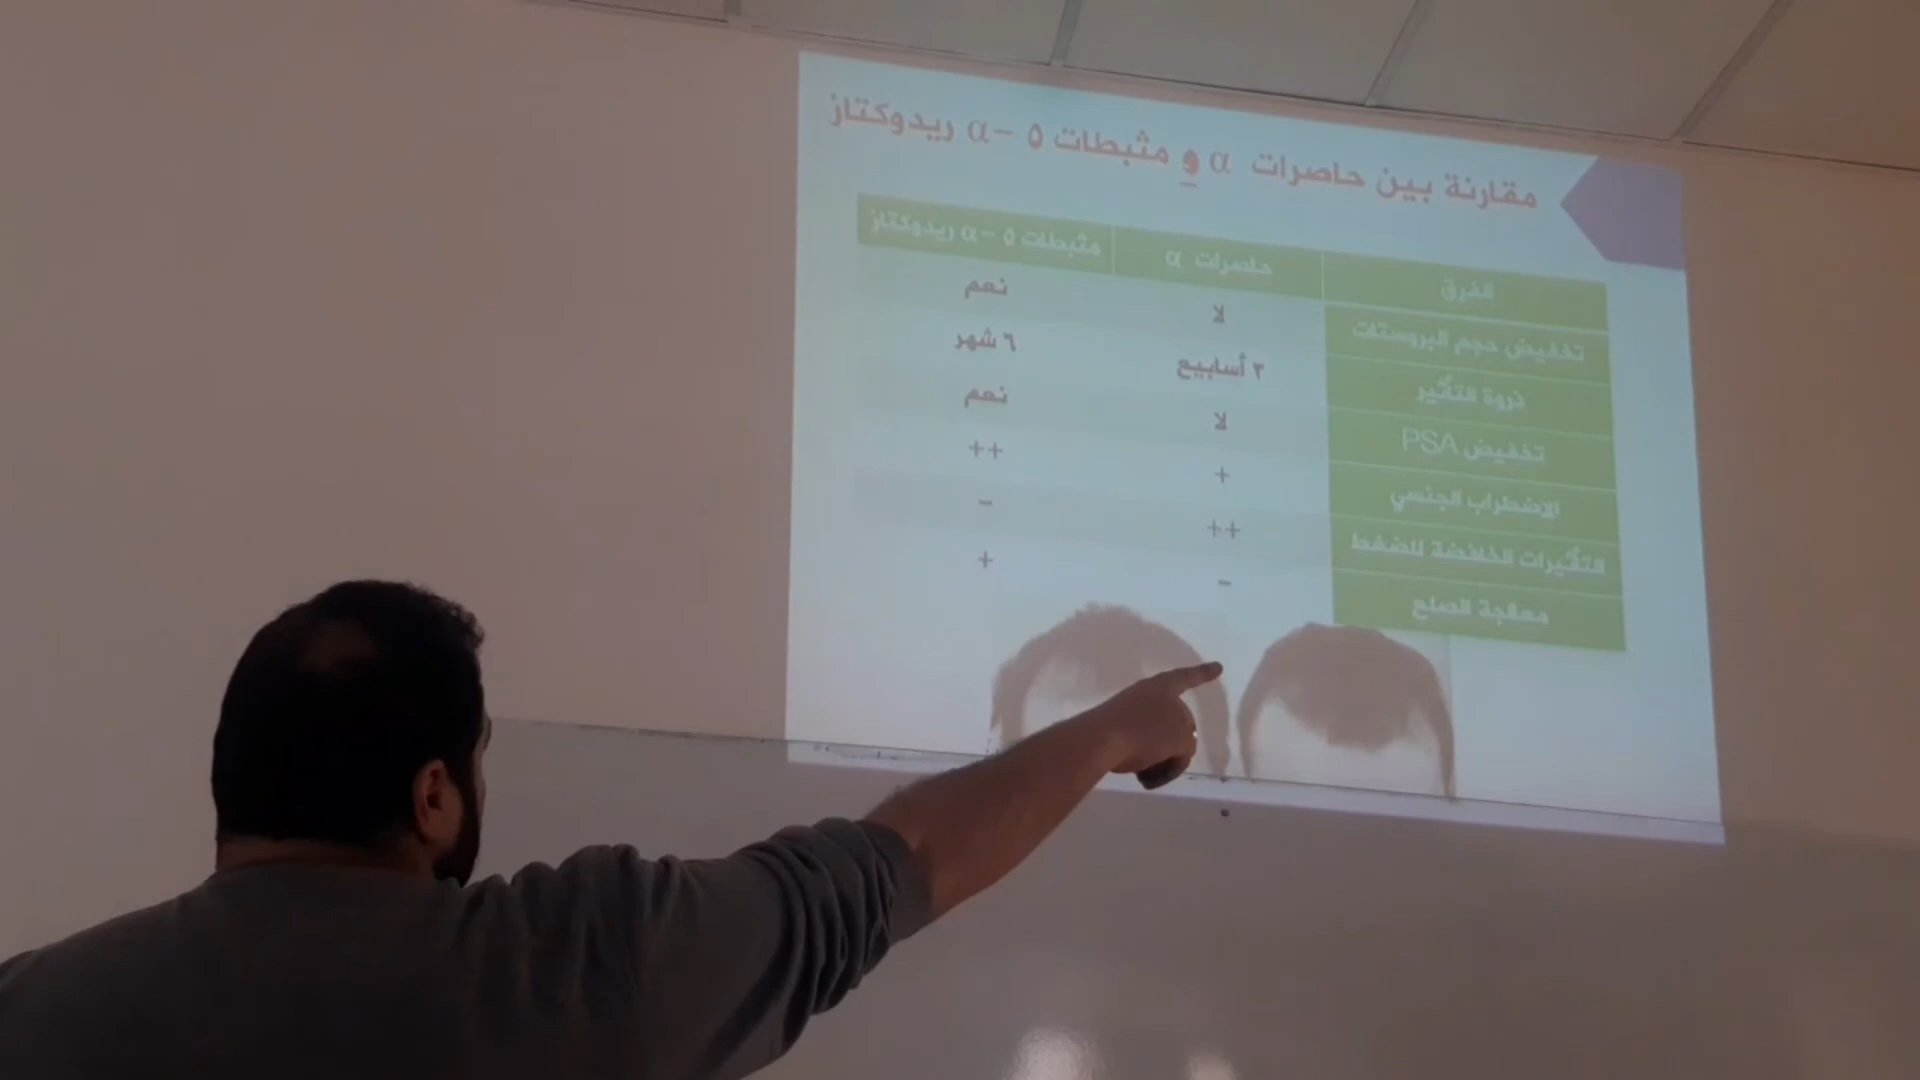 مقارنة بين حاصرات α و مثبطات ٥ –α ريدوكتاز
الفرق حاصرات α مثبطات ٥ –α ريدوكتاز
تخفيض حجم البروستات لا نعم
ذروة التأثير ٣ أسابيع ٦ شهر
تخفيض PSA لا نعم
الاضطراب الجنسي + ++
التأثيرات الخافضة للضغط ++ –
معالجة الصلع – +